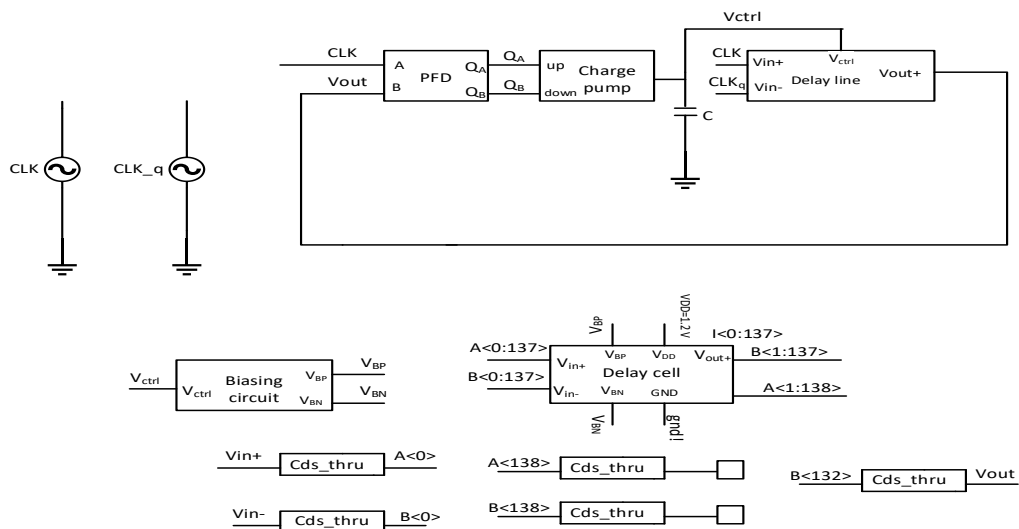 Vctrl
CLK
A
PFD
QA
QA
up
Charge
pump
CLK
Vin+
Vctrl
Vout+
Vout
B
QB
QB
down
CLKq
Vin-
Delay line
C
CLK
CLK_q
VBP
VDD=1.2 V
I<0:137>
A<0:137>
Vin+
VBP
VDD
Vout+
B<1:137>
Delay cell
B<0:137>
Vin-
VBN
GND
A<1:138>
VBN
gnd!
Vctrl
Vctrl
Biasing
circuit
VBP
VBP
VBN
VBN
Vin+
Cds_thru
A<0>
A<138>
Cds_thru
B<132>
Cds_thru
Vout
Vin-
Cds_thru
B<0>
B<138>
Cds_thru